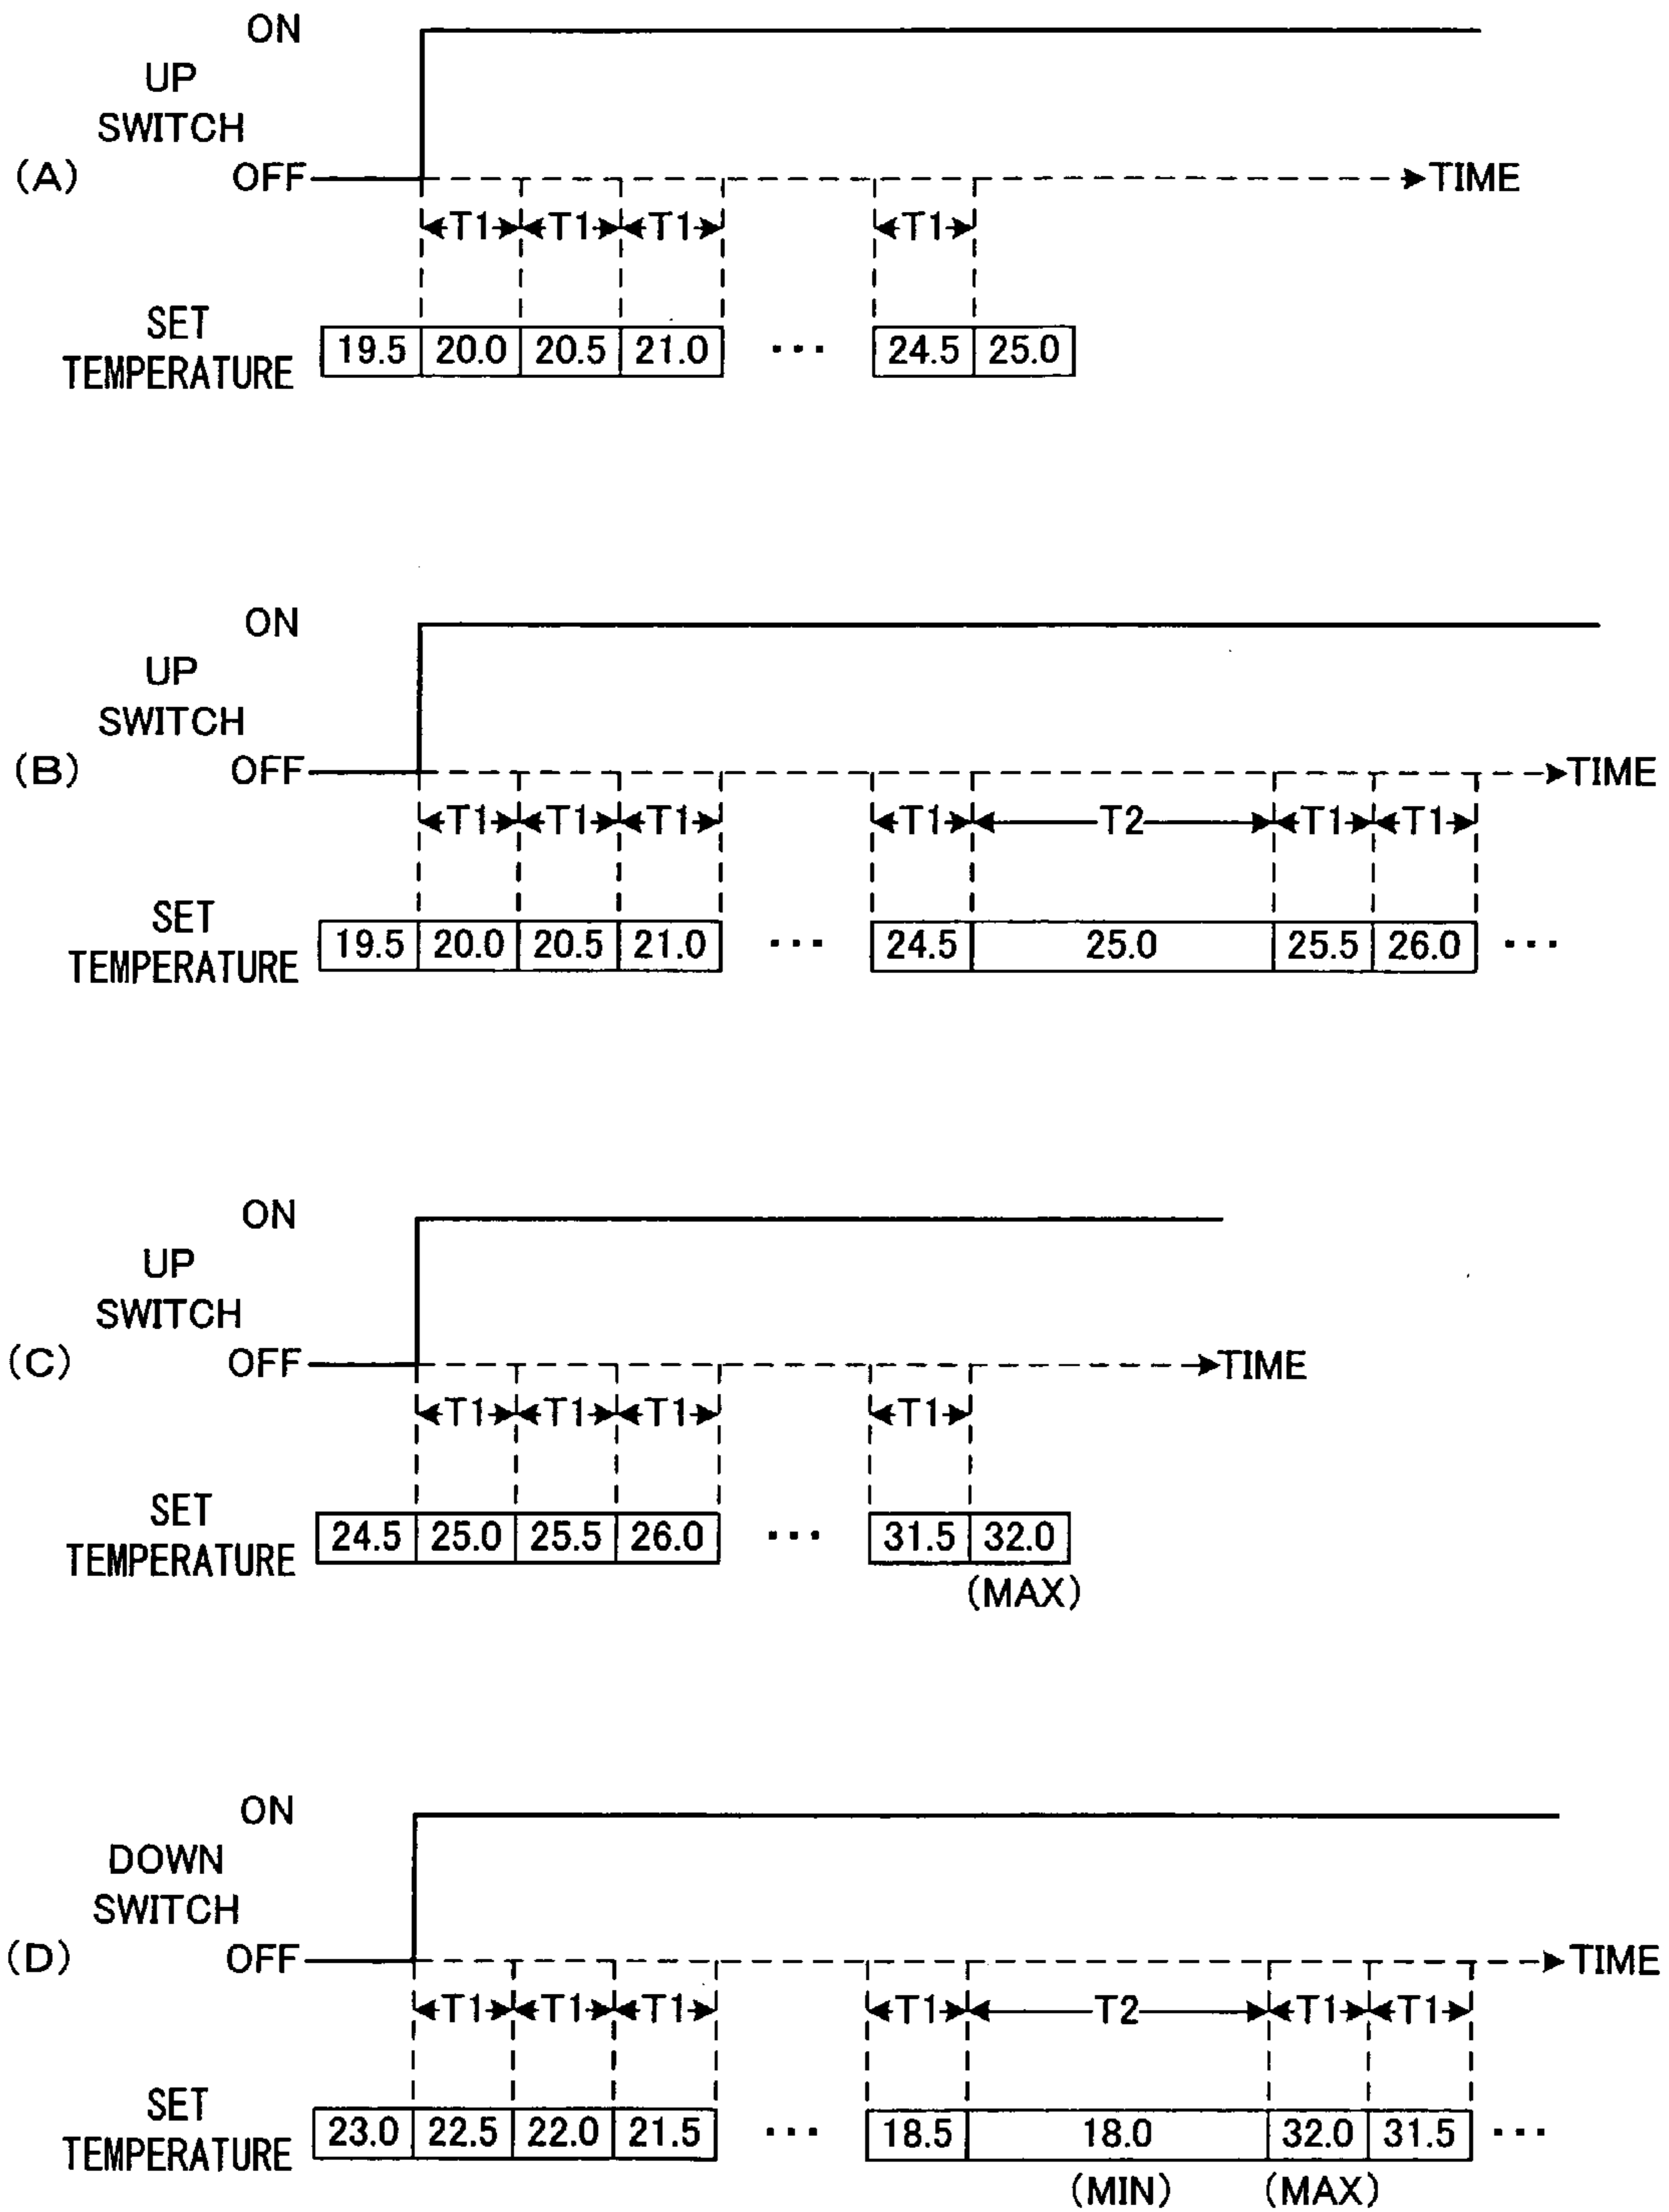 ON
UP
SWITCH
(A)
OFF
TIME
T1 T1 T1 T1
SET
TEMPERATURE
19.5 20.0 20.5 21.0 ... 24.5 25.0
ON
UP
SWITCH
(B)
OFF
TIME
T1 T1 T1 T1 T2 T1 T1
SET
TEMPERATURE
19.5 20.0 20.5 21.0 ... 24.5 25.0 25.5 26.0 ...
ON
UP
SWITCH
(C)
OFF
TIME
T1 T1 T1 T1
SET
TEMPERATURE
24.5 25.0 25.5 26.0 ... 31.5 32.0
(MAX)
ON
DOWN
SWITCH
(D)
OFF
TIME
T1 T1 T1 T1 T2 T1 T1
SET
TEMPERATURE
23.0 22.5 22.0 21.5 ... 18.5 18.0 32.0 31.5 ...
(MIN) (MAX)